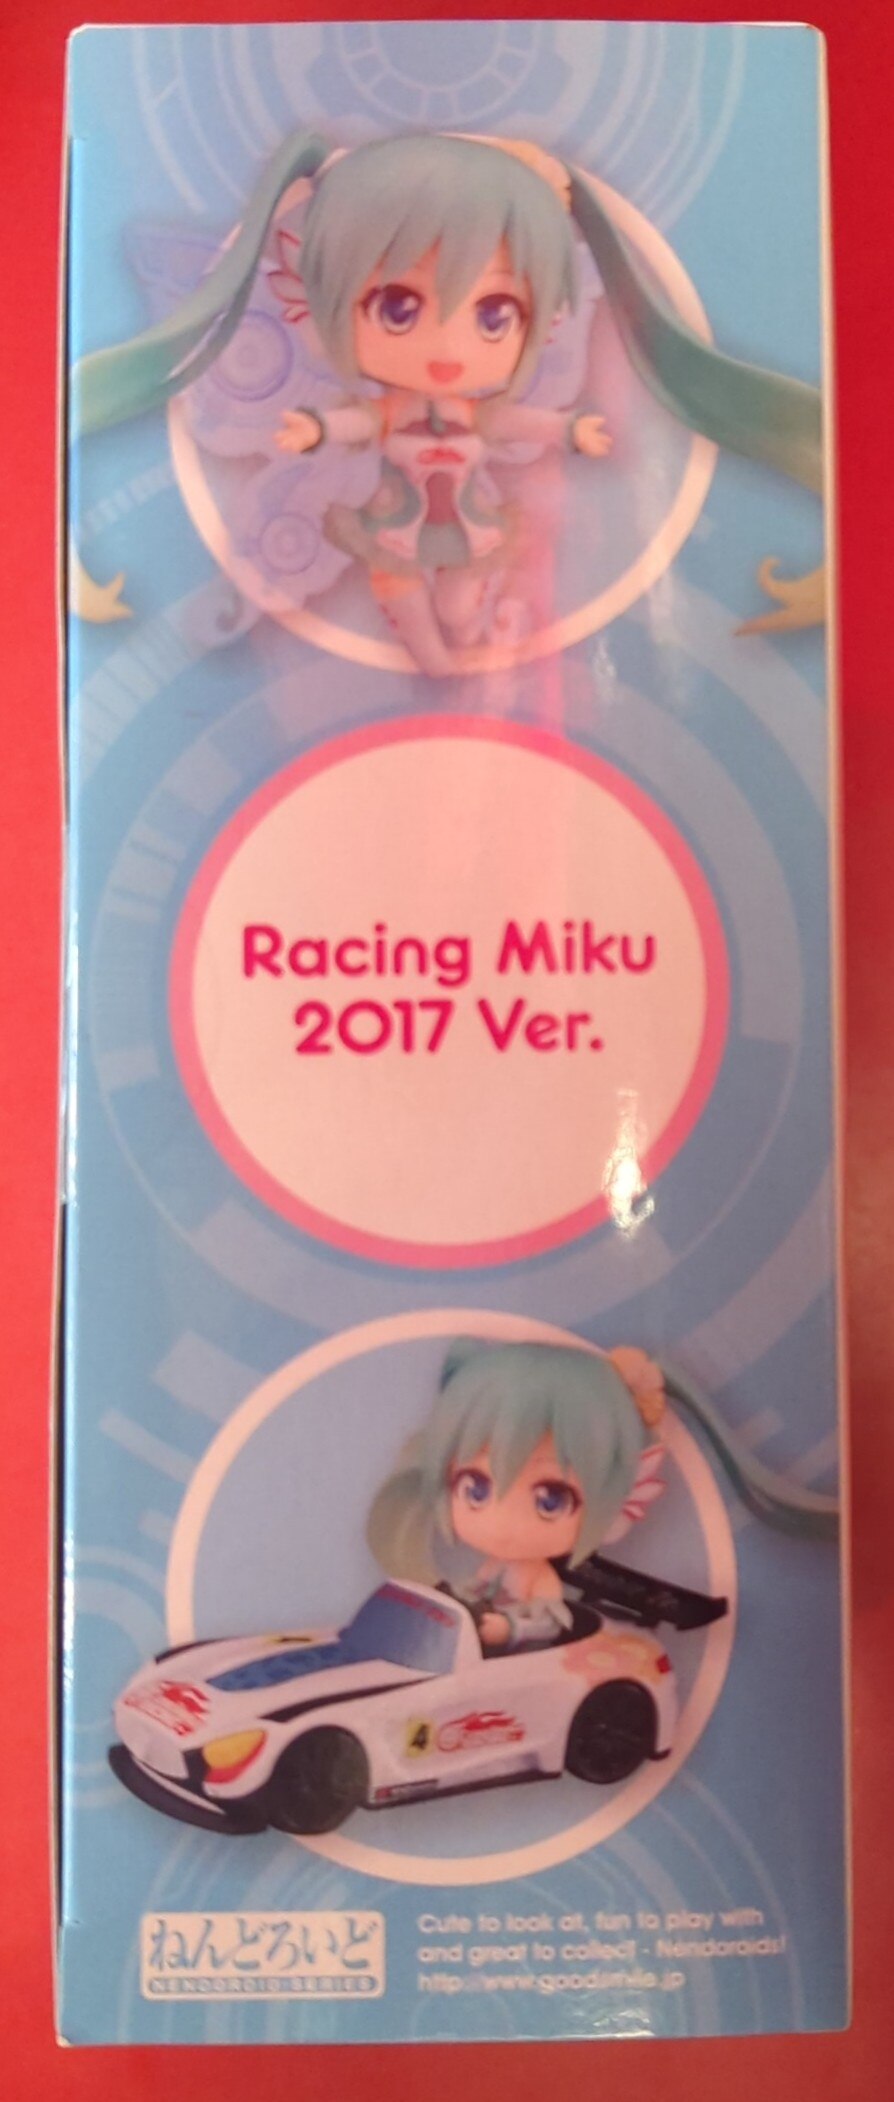 Racing Miku
2017 Ver.
4
ねんどろいど
NENDOROID SERIES
Cute to look at, fun to play with
and great to collect - Nendoroids!
http://www.goodsmile.jp